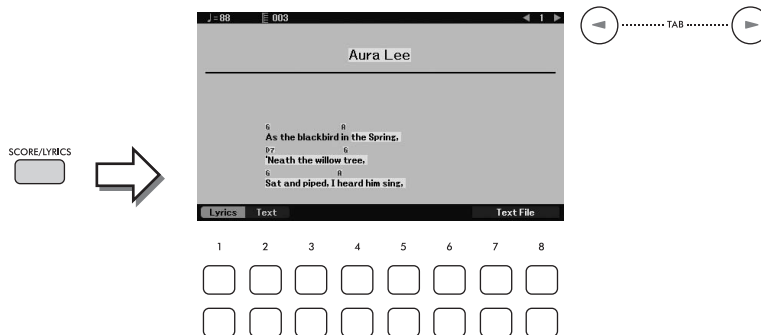 ♩=88 003 ◀ 1 ▶
TAB
Aura Lee
G A
As the blackbird in the Spring,
D7 G
'Neath the willow tree,
G A
Sat and piped, I heard him sing,
SCORE/LYRICS
Lyrics Text Text File
1 2 3 4 5 6 7 8